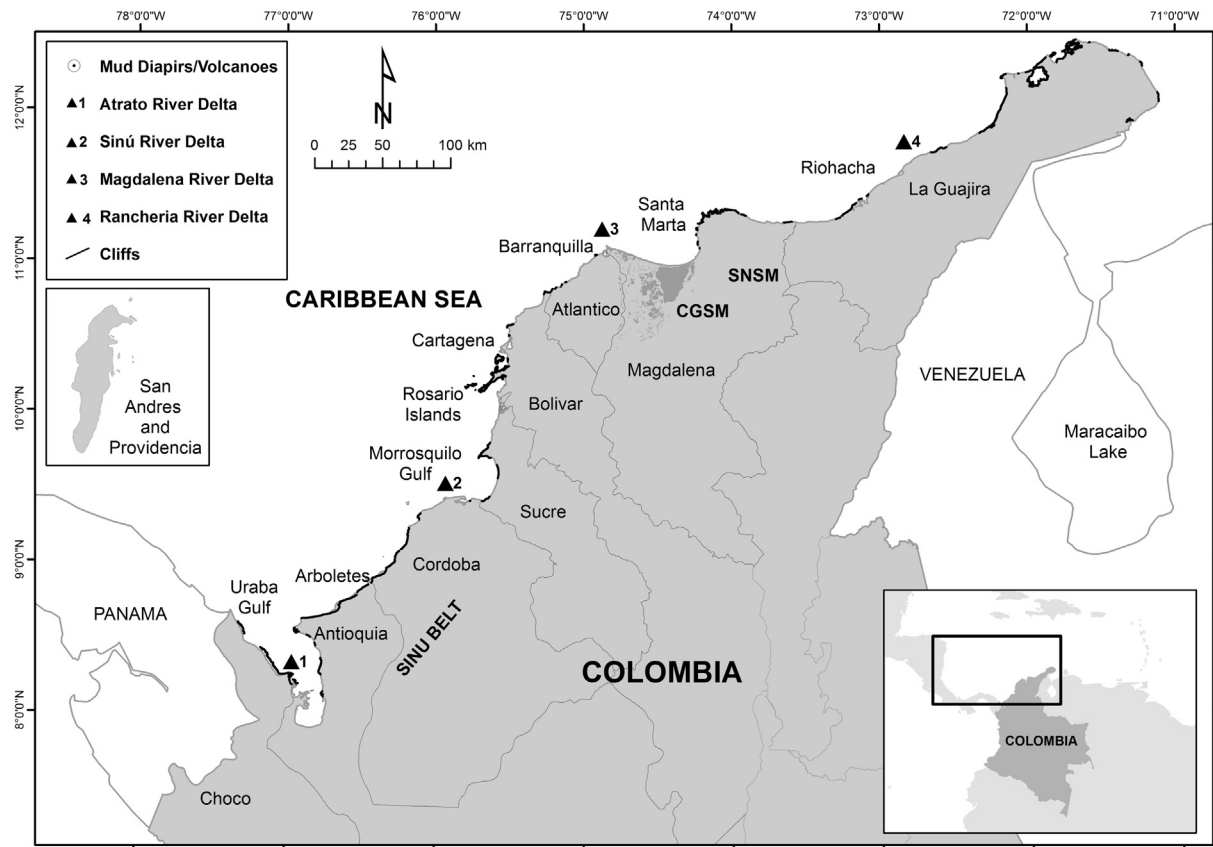 78°0'0"W 77°0'0"W 76°0'0"W 75°0'0"W 74°0'0"W 73°0'0"W 72°0'0"W 71°0'0"W
12°0'0"N
11°0'0"N
10°0'0"N
9°0'0"N
8°0'0"N
Mud Diapirs/Volcanoes
1 Atrato River Delta
2 Sinú River Delta
3 Magdalena River Delta
4 Rancheria River Delta
Cliffs
N
0 25 50 100 km
San
Andres
and
Providencia
CARIBBEAN SEA
4
Riohacha
La Guajira
Santa
Marta
3
Barranquilla
SNSM
CGSM
Atlantico
Cartagena
Magdalena
VENEZUELA
Rosario
Islands
Bolivar
Maracaibo
Lake
Morrosquilo
Gulf
2
Sucre
Cordoba
Arboletes
Uraba
Gulf
PANAMA
Antioquia
SINU BELT
1
COLOMBIA
Choco
COLOMBIA